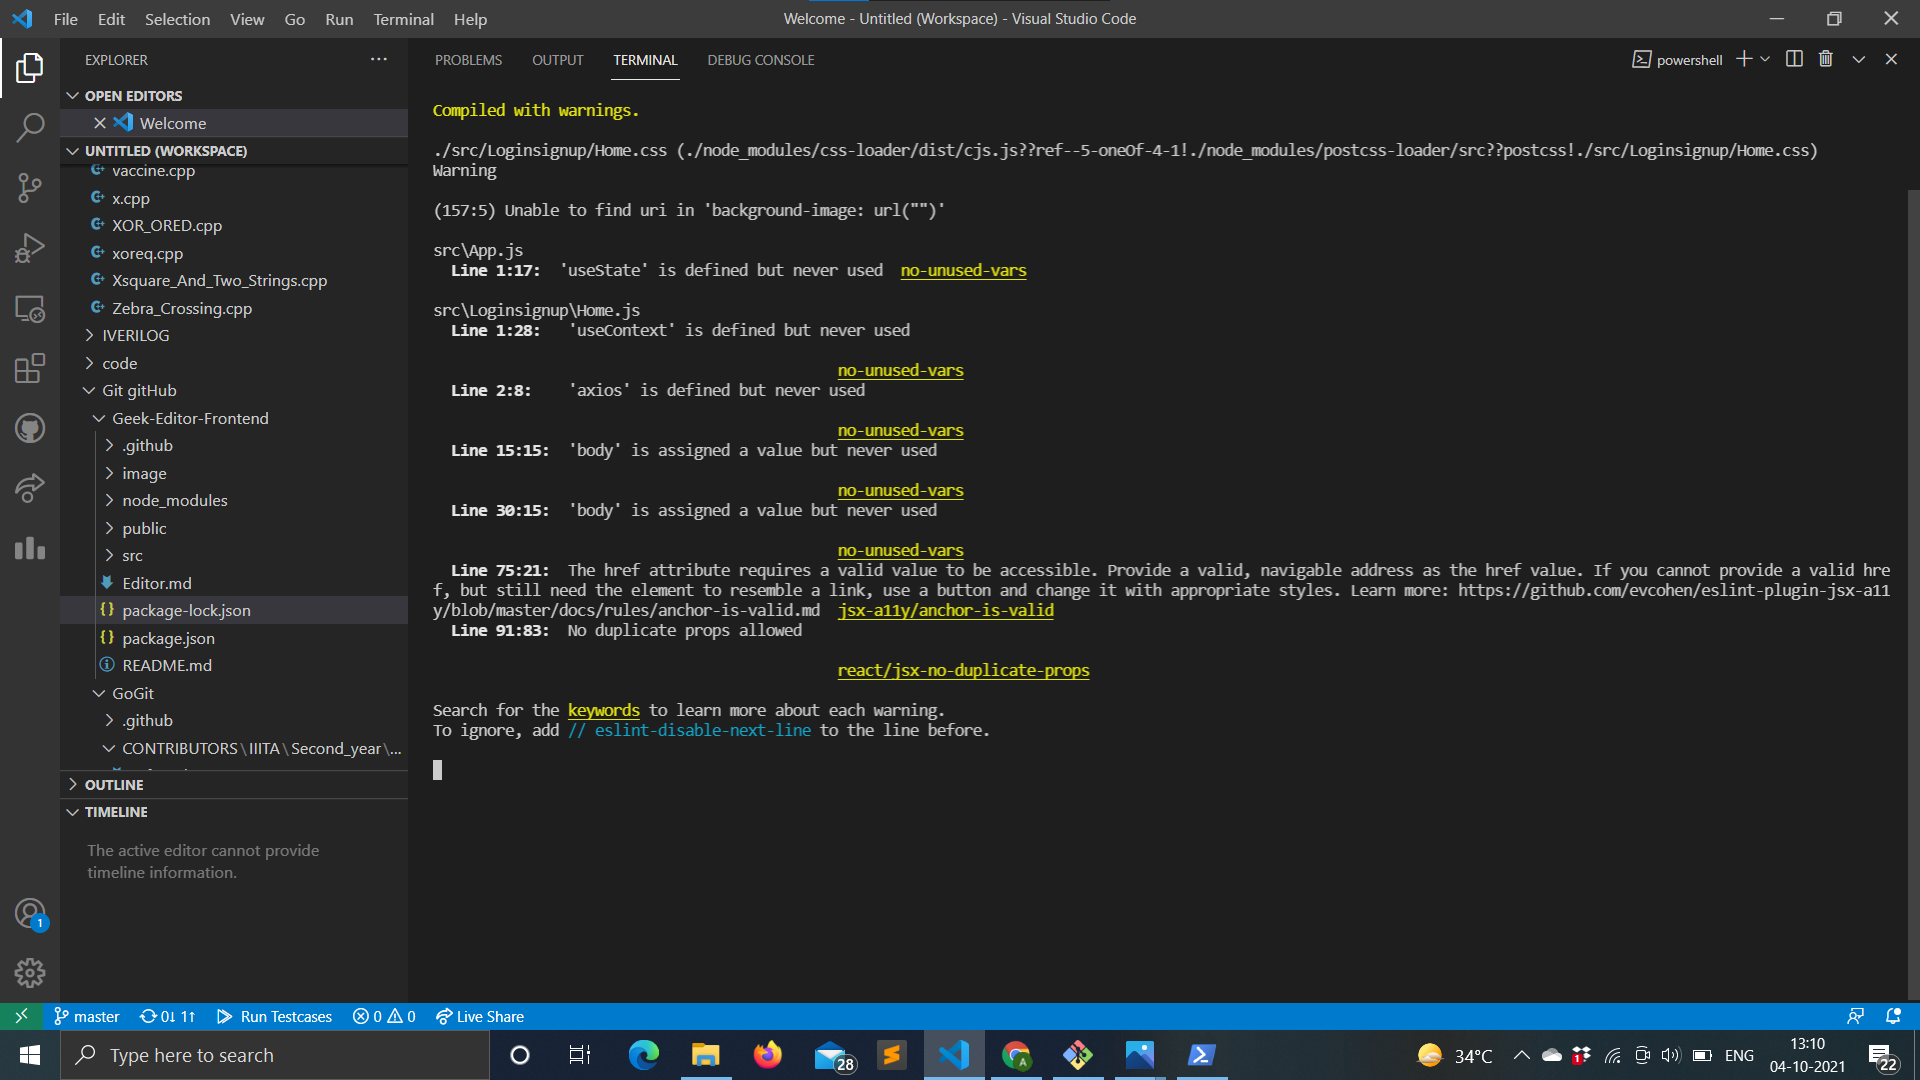 File Edit Selection View Go Run Terminal Help
Welcome - Untitled (Workspace) - Visual Studio Code
EXPLORER
OPEN EDITORS
Welcome
UNTITLED (WORKSPACE)
vaccine.cpp
x.cpp
XOR_ORED.cpp
xoreq.cpp
Xsquare_And_Two_Strings.cpp
Zebra_Crossing.cpp
IVERILOG
code
Git gitHub
Geek-Editor-Frontend
.github
image
node_modules
public
src
Editor.md
package-lock.json
package.json
README.md
GoGit
.github
CONTRIBUTORS\IIITA\Second_year\...
OUTLINE
TIMELINE
The active editor cannot provide
timeline information.
1
PROBLEMS OUTPUT TERMINAL DEBUG CONSOLE
powershell
Compiled with warnings.
./src/Loginsignup/Home.css (./node_modules/css-loader/dist/cjs.js??ref--5-oneOf-4-1!./node_modules/postcss-loader/src??postcss!./src/Loginsignup/Home.css)
Warning
(157:5) Unable to find uri in 'background-image: url("")'
src\App.js
Line 1:17: 'useState' is defined but never used no-unused-vars
src\Loginsignup\Home.js
Line 1:28: 'useContext' is defined but never used
no-unused-vars
Line 2:8: 'axios' is defined but never used
no-unused-vars
Line 15:15: 'body' is assigned a value but never used
no-unused-vars
Line 30:15: 'body' is assigned a value but never used
no-unused-vars
Line 75:21: The href attribute requires a valid value to be accessible. Provide a valid, navigable address as the href value. If you cannot provide a valid hre
f, but still need the element to resemble a link, use a button and change it with appropriate styles. Learn more: https://github.com/evcohen/eslint-plugin-jsx-a11
y/blob/master/docs/rules/anchor-is-valid.md jsx-a11y/anchor-is-valid
Line 91:83: No duplicate props allowed
react/jsx-no-duplicate-props
Search for the keywords to learn more about each warning.
To ignore, add // eslint-disable-next-line to the line before.
master 0↓ 1↑ Run Testcases 0 0 Live Share
Type here to search
28
34°C
1
ENG
13:10
04-10-2021
22